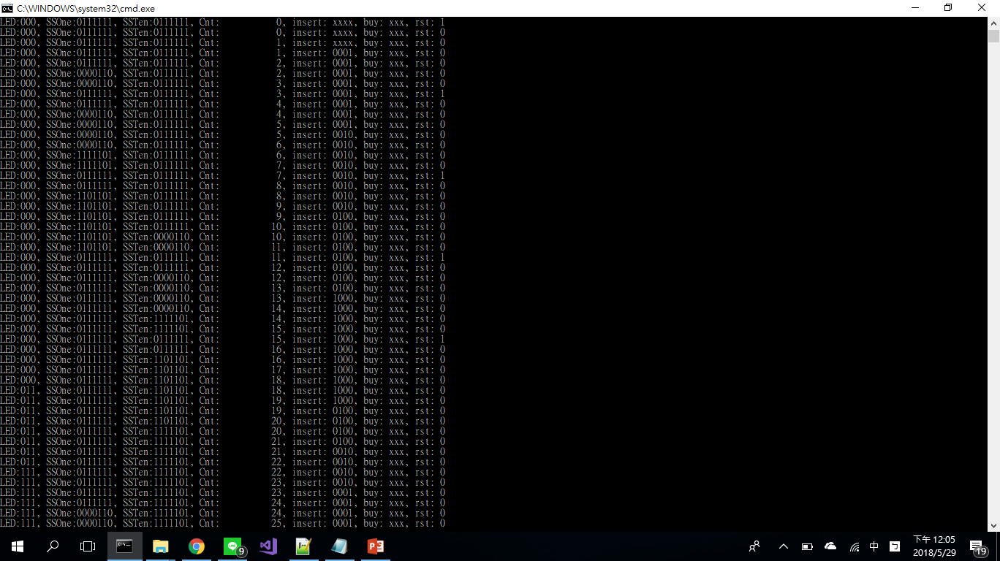 C:\WINDOWS\system32\cmd.exe
LED:000, SSOne:0111111, SSTen:0111111, Cnt: 0, insert: xxxx, buy: xxx, rst: 1
LED:000, SSOne:0111111, SSTen:0111111, Cnt: 0, insert: xxxx, buy: xxx, rst: 0
LED:000, SSOne:0111111, SSTen:0111111, Cnt: 1, insert: xxxx, buy: xxx, rst: 0
LED:000, SSOne:0111111, SSTen:0111111, Cnt: 1, insert: 0001, buy: xxx, rst: 0
LED:000, SSOne:0111111, SSTen:0111111, Cnt: 2, insert: 0001, buy: xxx, rst: 0
LED:000, SSOne:0000110, SSTen:0111111, Cnt: 2, insert: 0001, buy: xxx, rst: 0
LED:000, SSOne:0000110, SSTen:0111111, Cnt: 3, insert: 0001, buy: xxx, rst: 0
LED:000, SSOne:0111111, SSTen:0111111, Cnt: 3, insert: 0001, buy: xxx, rst: 1
LED:000, SSOne:0111111, SSTen:0111111, Cnt: 4, insert: 0001, buy: xxx, rst: 0
LED:000, SSOne:0000110, SSTen:0111111, Cnt: 4, insert: 0001, buy: xxx, rst: 0
LED:000, SSOne:0000110, SSTen:0111111, Cnt: 5, insert: 0001, buy: xxx, rst: 0
LED:000, SSOne:0000110, SSTen:0111111, Cnt: 5, insert: 0010, buy: xxx, rst: 0
LED:000, SSOne:0000110, SSTen:0111111, Cnt: 6, insert: 0010, buy: xxx, rst: 0
LED:000, SSOne:1111101, SSTen:0111111, Cnt: 6, insert: 0010, buy: xxx, rst: 0
LED:000, SSOne:1111101, SSTen:0111111, Cnt: 7, insert: 0010, buy: xxx, rst: 0
LED:000, SSOne:0111111, SSTen:0111111, Cnt: 7, insert: 0010, buy: xxx, rst: 1
LED:000, SSOne:0111111, SSTen:0111111, Cnt: 8, insert: 0010, buy: xxx, rst: 0
LED:000, SSOne:1101101, SSTen:0111111, Cnt: 8, insert: 0010, buy: xxx, rst: 0
LED:000, SSOne:1101101, SSTen:0111111, Cnt: 9, insert: 0010, buy: xxx, rst: 0
LED:000, SSOne:1101101, SSTen:0111111, Cnt: 9, insert: 0100, buy: xxx, rst: 0
LED:000, SSOne:1101101, SSTen:0111111, Cnt: 10, insert: 0100, buy: xxx, rst: 0
LED:000, SSOne:1101101, SSTen:0000110, Cnt: 10, insert: 0100, buy: xxx, rst: 0
LED:000, SSOne:1101101, SSTen:0000110, Cnt: 11, insert: 0100, buy: xxx, rst: 0
LED:000, SSOne:0111111, SSTen:0111111, Cnt: 11, insert: 0100, buy: xxx, rst: 1
LED:000, SSOne:0111111, SSTen:0111111, Cnt: 12, insert: 0100, buy: xxx, rst: 0
LED:000, SSOne:0111111, SSTen:0000110, Cnt: 12, insert: 0100, buy: xxx, rst: 0
LED:000, SSOne:0111111, SSTen:0000110, Cnt: 13, insert: 0100, buy: xxx, rst: 0
LED:000, SSOne:0111111, SSTen:0000110, Cnt: 13, insert: 1000, buy: xxx, rst: 0
LED:000, SSOne:0111111, SSTen:0000110, Cnt: 14, insert: 1000, buy: xxx, rst: 0
LED:000, SSOne:0111111, SSTen:1111101, Cnt: 14, insert: 1000, buy: xxx, rst: 0
LED:000, SSOne:0111111, SSTen:1111101, Cnt: 15, insert: 1000, buy: xxx, rst: 0
LED:000, SSOne:0111111, SSTen:0111111, Cnt: 15, insert: 1000, buy: xxx, rst: 1
LED:000, SSOne:0111111, SSTen:0111111, Cnt: 16, insert: 1000, buy: xxx, rst: 0
LED:000, SSOne:0111111, SSTen:1101101, Cnt: 16, insert: 1000, buy: xxx, rst: 0
LED:000, SSOne:0111111, SSTen:1101101, Cnt: 17, insert: 1000, buy: xxx, rst: 0
LED:000, SSOne:0111111, SSTen:1101101, Cnt: 18, insert: 1000, buy: xxx, rst: 0
LED:011, SSOne:0111111, SSTen:1101101, Cnt: 18, insert: 1000, buy: xxx, rst: 0
LED:011, SSOne:0111111, SSTen:1101101, Cnt: 19, insert: 1000, buy: xxx, rst: 0
LED:011, SSOne:0111111, SSTen:1101101, Cnt: 19, insert: 0100, buy: xxx, rst: 0
LED:011, SSOne:0111111, SSTen:1101101, Cnt: 20, insert: 0100, buy: xxx, rst: 0
LED:011, SSOne:0111111, SSTen:1111101, Cnt: 20, insert: 0100, buy: xxx, rst: 0
LED:011, SSOne:0111111, SSTen:1111101, Cnt: 21, insert: 0100, buy: xxx, rst: 0
LED:011, SSOne:0111111, SSTen:1111101, Cnt: 21, insert: 0010, buy: xxx, rst: 0
LED:011, SSOne:0111111, SSTen:1111101, Cnt: 22, insert: 0010, buy: xxx, rst: 0
LED:111, SSOne:0111111, SSTen:1111101, Cnt: 22, insert: 0010, buy: xxx, rst: 0
LED:111, SSOne:0111111, SSTen:1111101, Cnt: 23, insert: 0010, buy: xxx, rst: 0
LED:111, SSOne:0111111, SSTen:1111101, Cnt: 23, insert: 0001, buy: xxx, rst: 0
LED:111, SSOne:0111111, SSTen:1111101, Cnt: 24, insert: 0001, buy: xxx, rst: 0
LED:111, SSOne:0000110, SSTen:1111101, Cnt: 24, insert: 0001, buy: xxx, rst: 0
LED:111, SSOne:0000110, SSTen:1111101, Cnt: 25, insert: 0001, buy: xxx, rst: 0
9
中
下午 12:05
2018/5/29
19